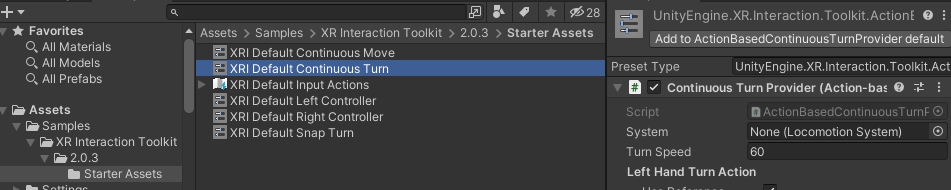 28
Favorites
All Materials
All Models
All Prefabs
Assets
Samples
XR Interaction Toolkit
2.0.3
Starter Assets
Assets > Samples > XR Interaction Toolkit > 2.0.3 > Starter Assets
XRI Default Continuous Move
XRI Default Continuous Turn
XRI Default Input Actions
XRI Default Left Controller
XRI Default Right Controller
XRI Default Snap Turn
UnityEngine.XR.Interaction.Toolkit.ActionB
Add to ActionBasedContinuousTurnProvider default
Preset Type UnityEngine.XR.Interaction.Toolkit.Act
Continuous Turn Provider (Action-bas
Script ActionBasedContinuousTurnP
System None (Locomotion System)
Turn Speed 60
Left Hand Turn Action